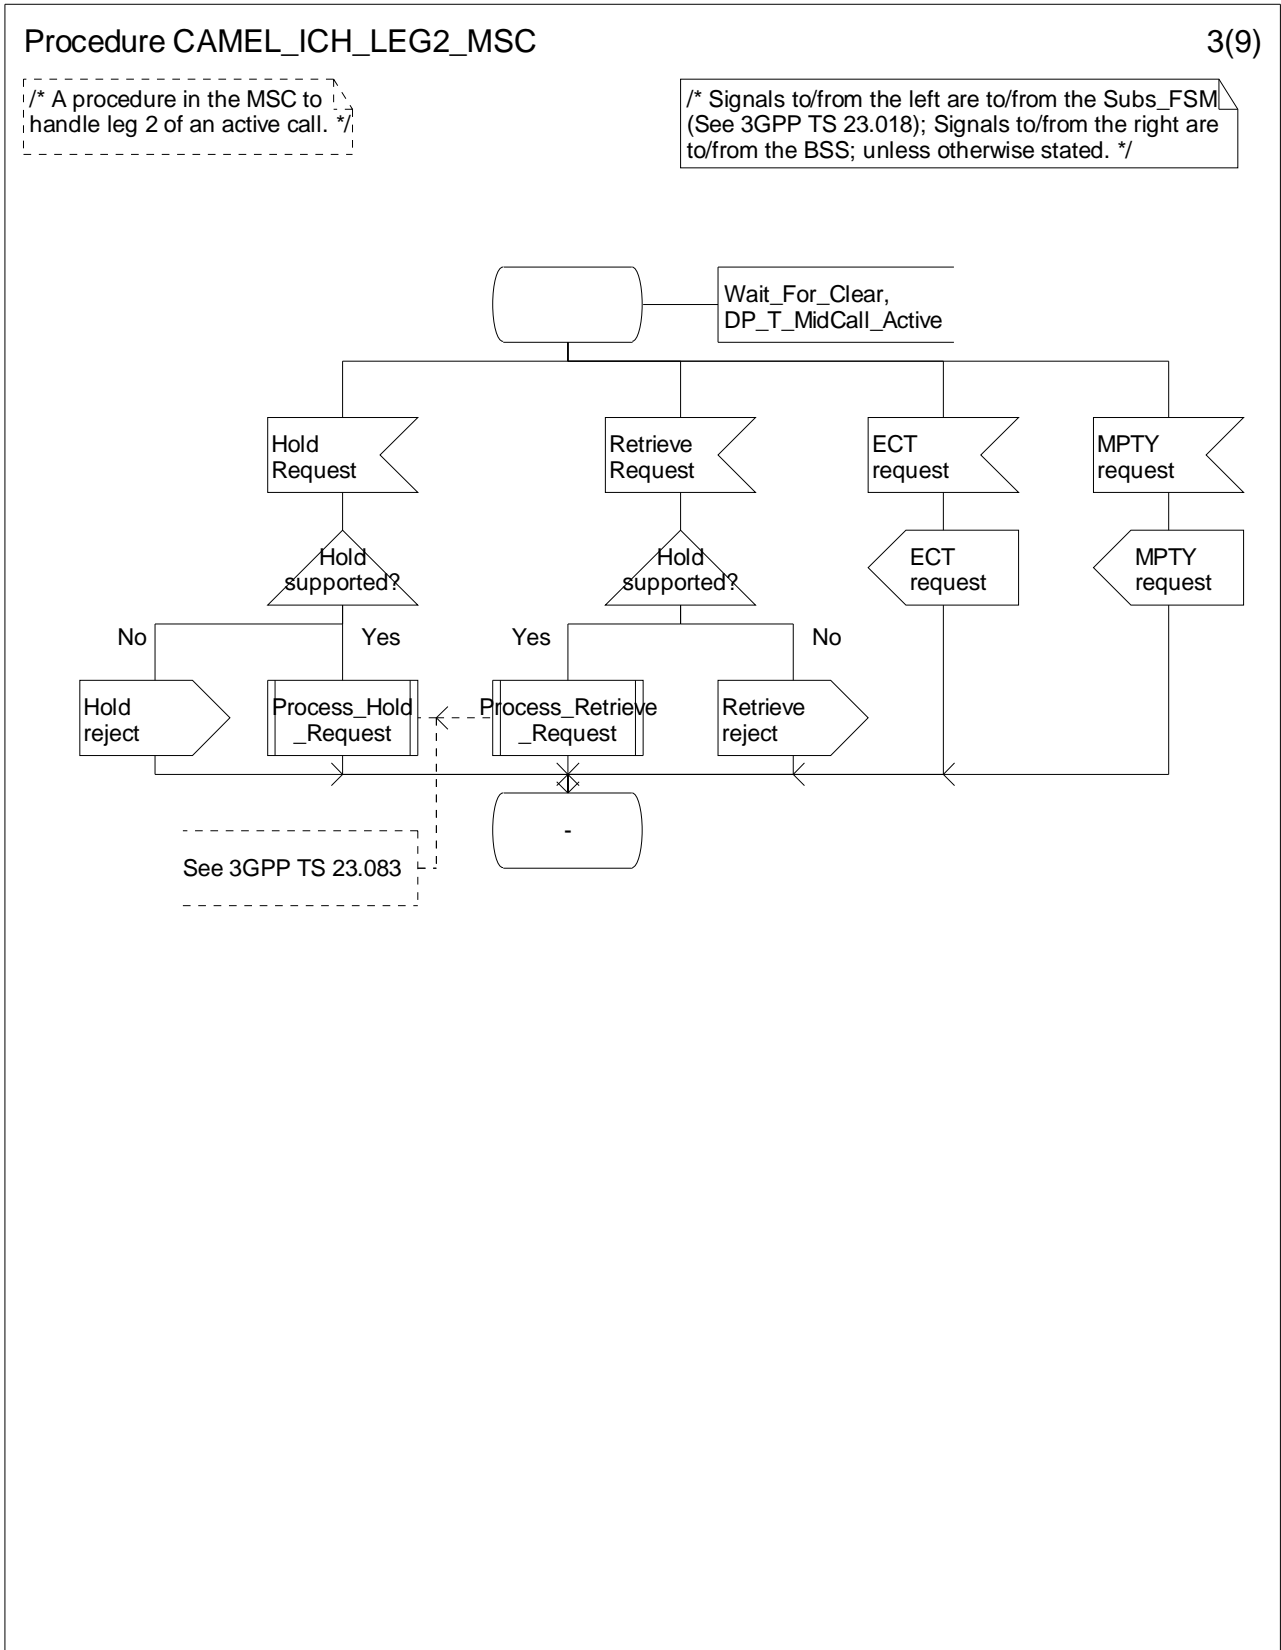 Procedure CAMEL_ICH_LEG2_MSC
3(9)
/* A procedure in the MSC to
handle leg 2 of an active call. */
/* Signals to/from the left are to/from the Subs_FSM
(See 3GPP TS 23.018); Signals to/from the right are
to/from the BSS; unless otherwise stated. */
Wait_For_Clear,
DP_T_MidCall_Active
Hold
Request
Retrieve
Request
ECT
request
MPTY
request
Hold
supported?
Hold
supported?
ECT
request
MPTY
request
No
Yes
Yes
No
Hold
reject
Process_Hold
_Request
Process_Retrieve
_Request
Retrieve
reject
-
See 3GPP TS 23.083